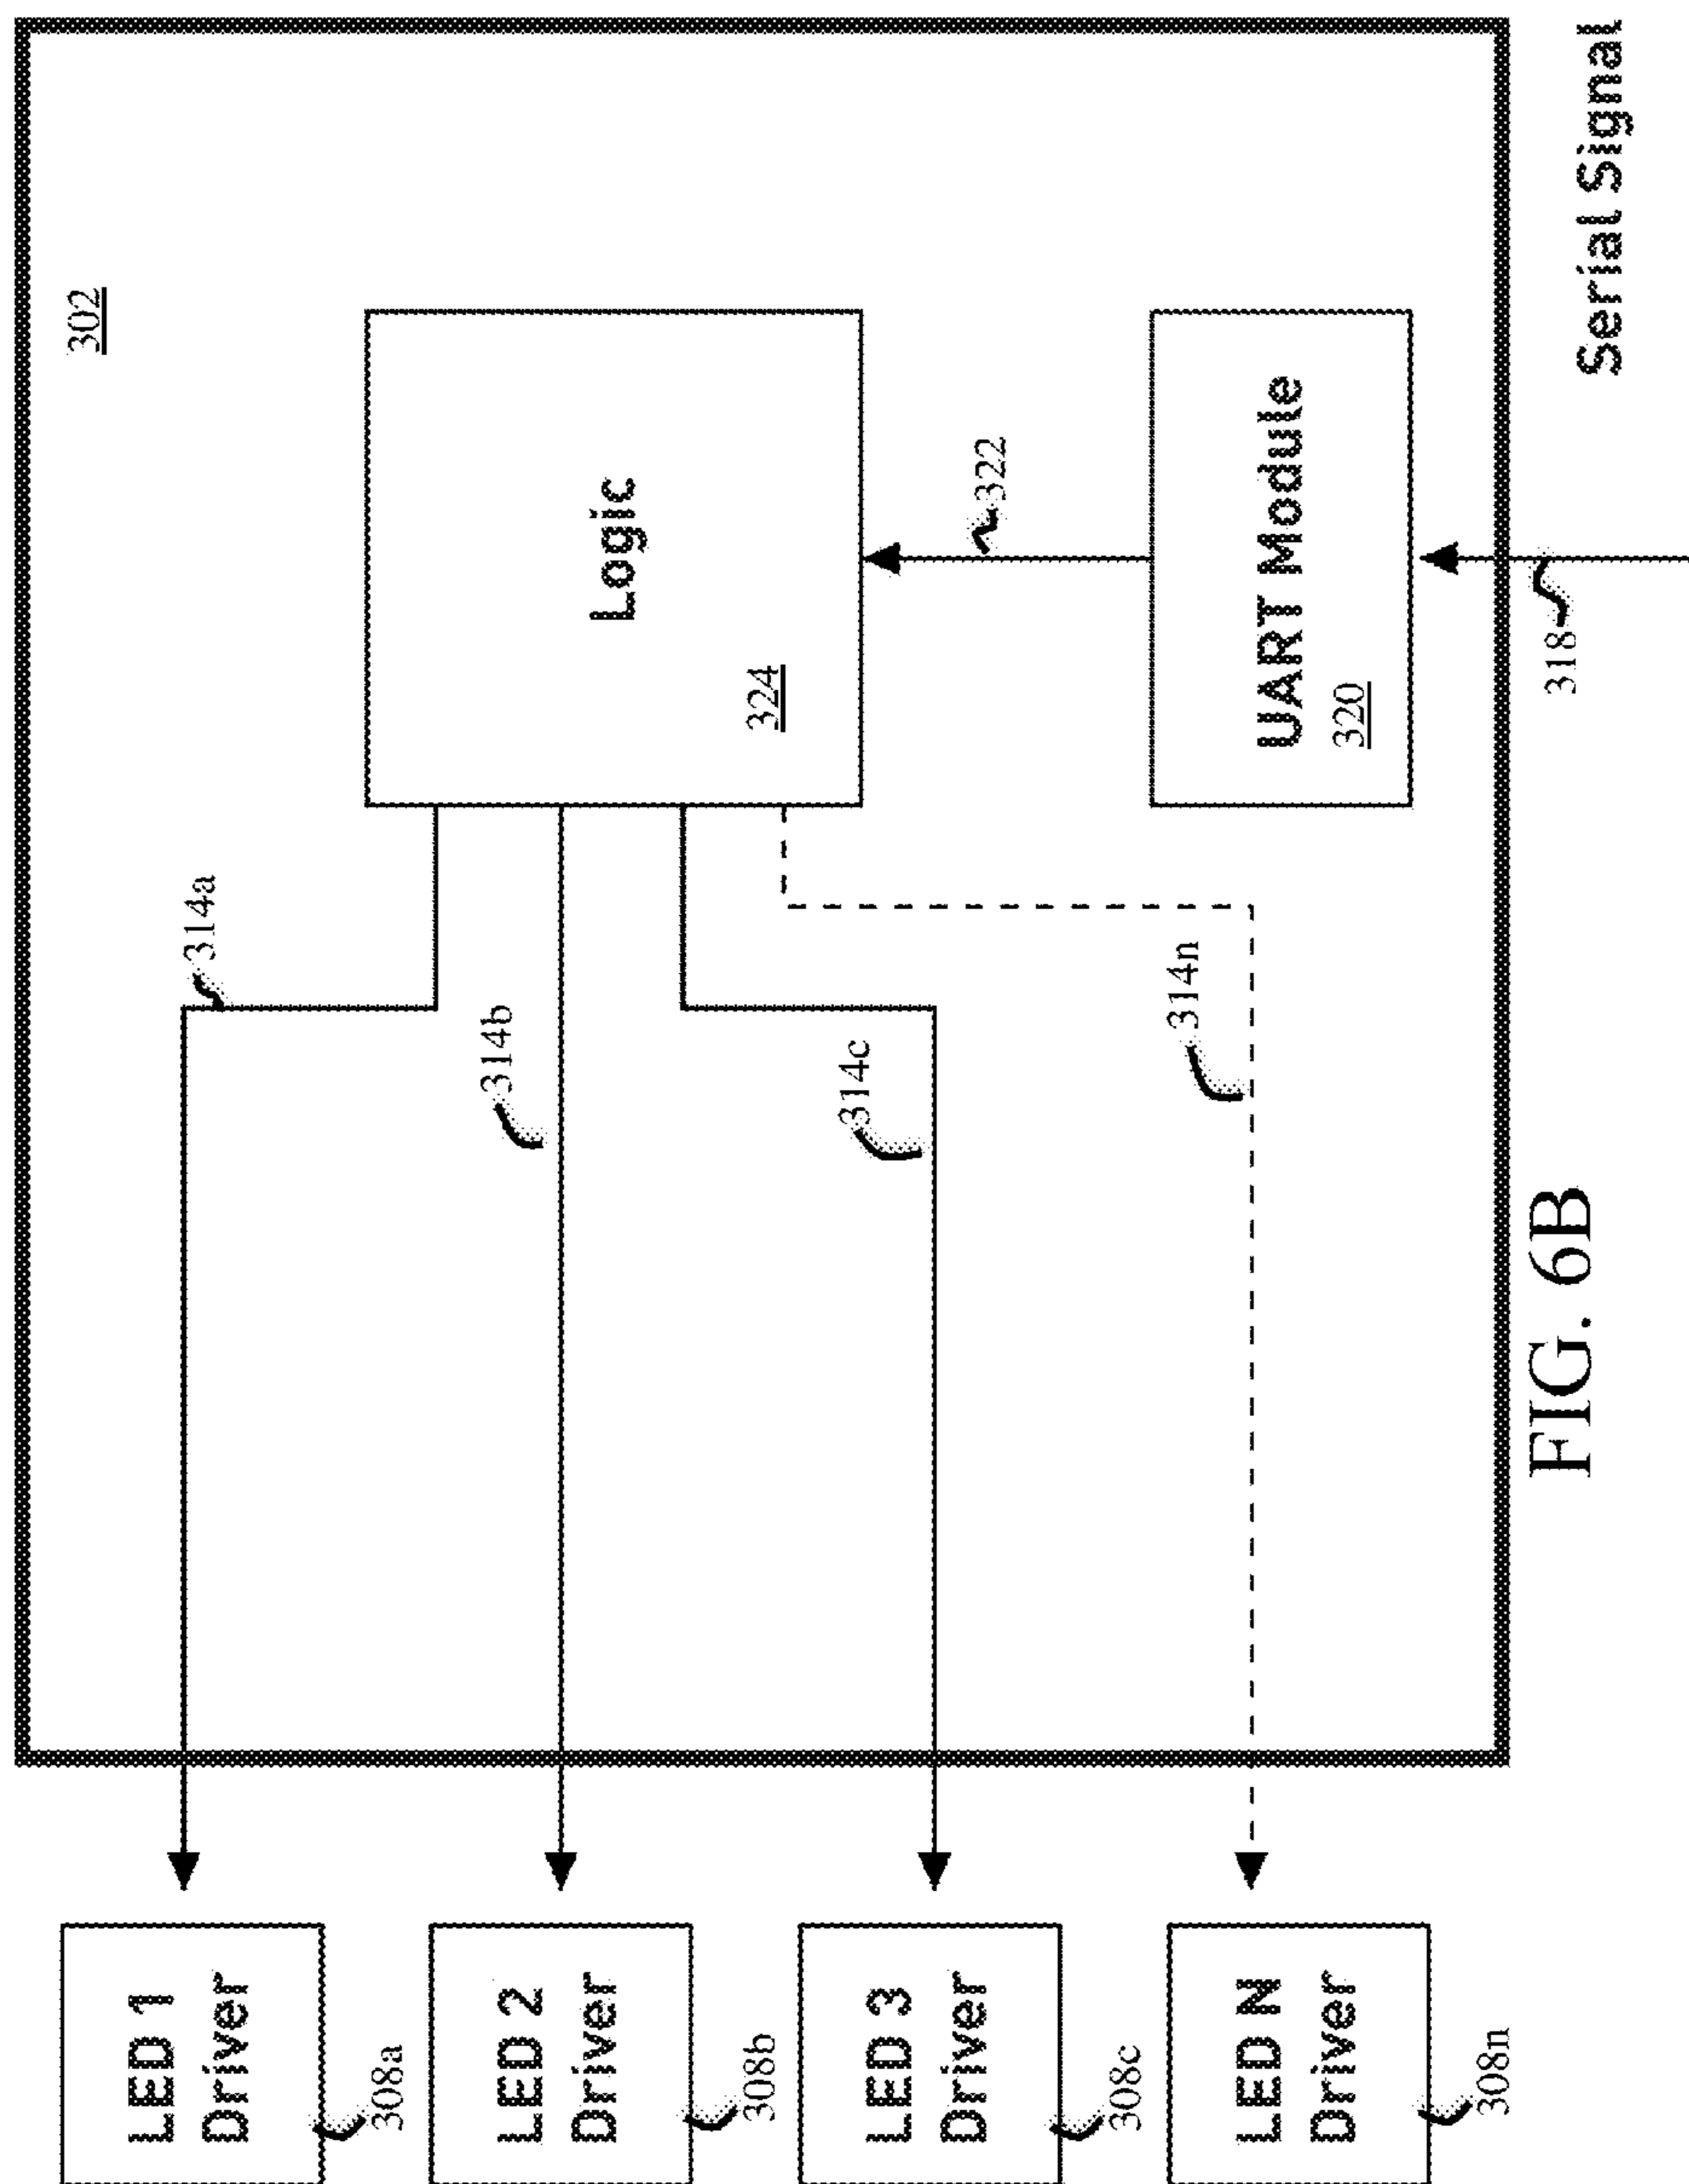 LED 1
Driver
308a
LED 2
Driver
308b
LED 3
Driver
308c
LED N
Driver
308n
314a
314b
314c
314n
302
Logic
324
322
UART Module
320
318
Serial Signal
FIG. 6B